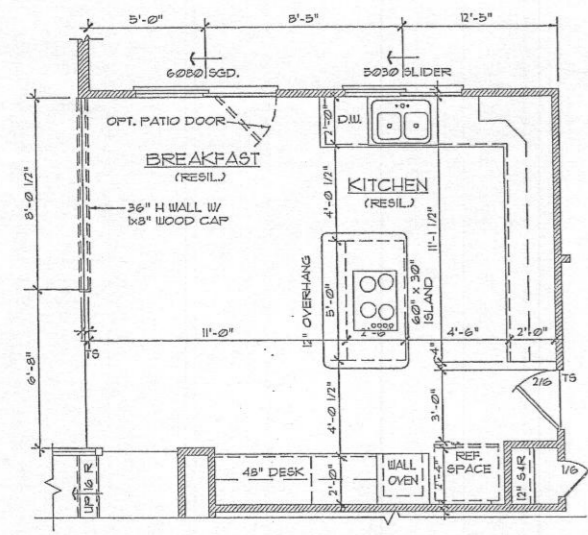 5'-0"
8'-5"
12'-5"
6080 SGD.
5030 SLIDER
OPT. PATIO DOOR
D.W.
2'-0"
BREAKFAST
(RESIL.)
KITCHEN
(RESIL.)
8'-0 1/2"
36" H WALL W/
1x8" WOOD CAP
4'-0 1/2"
11'-1 1/2"
12" OVERHANG
5'-0"
60" x 30"
ISLAND
11'-0"
2'-6
4'-6"
2'-0"
6'-8"
TS
4"
TS
2/6
4'-0 1/2"
3'-0"
48" DESK
2'-0"
WALL
OVEN
REF.
SPACE
12" S&R
1/6
UP 16 R